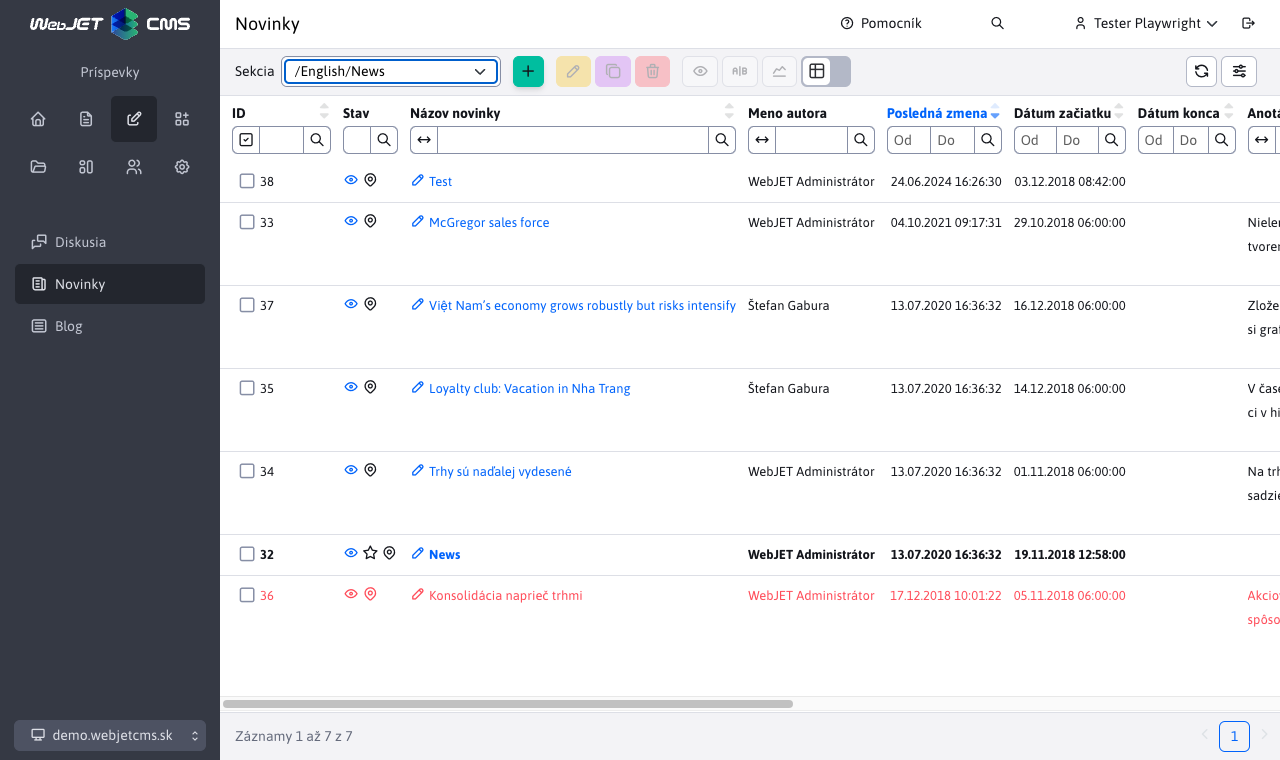 WebJET CMS
Novinky
Pomocník
Tester Playwright
Príspevky
Sekcia
/English/News
A|B
ID
Stav
Názov novinky
Meno autora
Posledná zmena
Dátum začiatku
Dátum konca
Anota
Od Do Od Do Od Do
38 Test WebJET Administrátor 24.06.2024 16:26:30 03.12.2018 08:42:00
33 McGregor sales force WebJET Administrátor 04.10.2021 09:17:31 29.10.2018 06:00:00 Nielen
tvoren
37 Việt Nam’s economy grows robustly but risks intensify Štefan Gabura 13.07.2020 16:36:32 16.12.2018 06:00:00 Zlože
si graf
35 Loyalty club: Vacation in Nha Trang Štefan Gabura 13.07.2020 16:36:32 14.12.2018 06:00:00 V čase
ci v hi
34 Trhy sú naďalej vydesené WebJET Administrátor 13.07.2020 16:36:32 01.11.2018 06:00:00 Na trh
sadzie
32 News WebJET Administrátor 13.07.2020 16:36:32 19.11.2018 12:58:00
36 Konsolidácia naprieč trhmi WebJET Administrátor 17.12.2018 10:01:22 05.11.2018 06:00:00 Akcio
spôso
Diskusia
Novinky
Blog
demo.webjetcms.sk
Záznamy 1 až 7 z 7
1